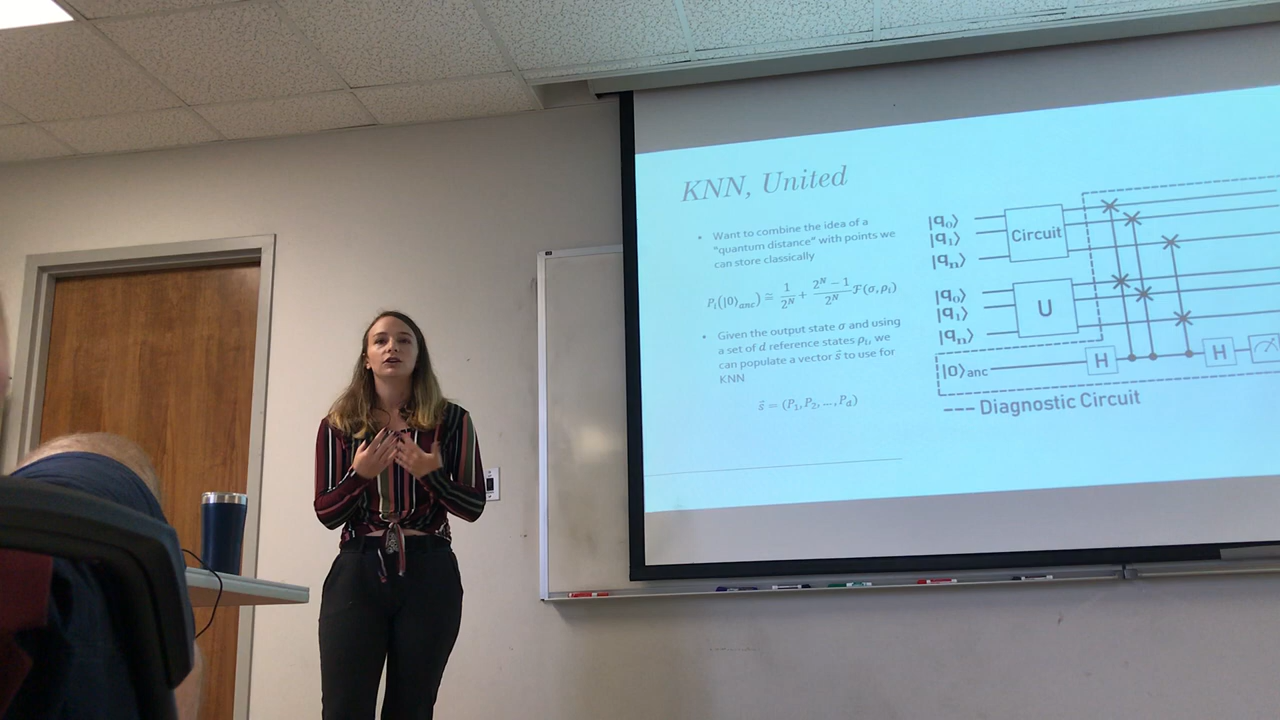 KNN, United
• Want to combine the idea of a
"quantum distance" with points we
can store classically
P_i(|0⟩_anc) ≅ 1/2^N + (2^N − 1)/2^N ℱ(σ,ρ_i)
• Given the output state σ and using
a set of d reference states ρ_i, we
can populate a vector s⃗ to use for
KNN
s⃗ = (P_1, P_2, ..., P_d)
|q_0⟩
|q_1⟩
|q_n⟩
Circuit
|q_0⟩
|q_1⟩
|q_n⟩
U
|0⟩_anc
H
H
--- Diagnostic Circuit